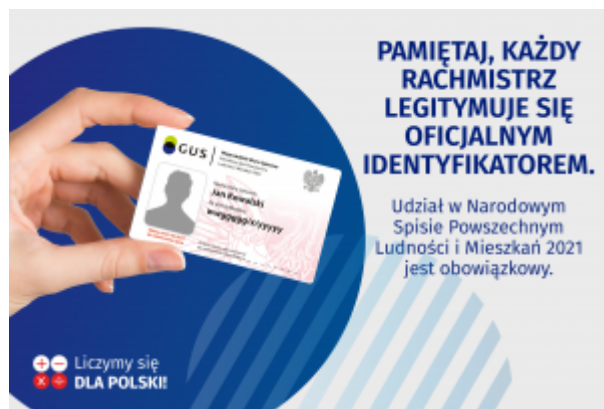 PAMIĘTAJ, KAŻDY
RACHMISTRZ
LEGITYMUJE SIĘ
OFICJALNYM
IDENTYFIKATOREM.
Udział w Narodowym
Spisie Powszechnym
Ludności i Mieszkań 2021
jest obowiązkowy.
GUS
Jan Kowalski
Liczymy się
DLA POLSKI!